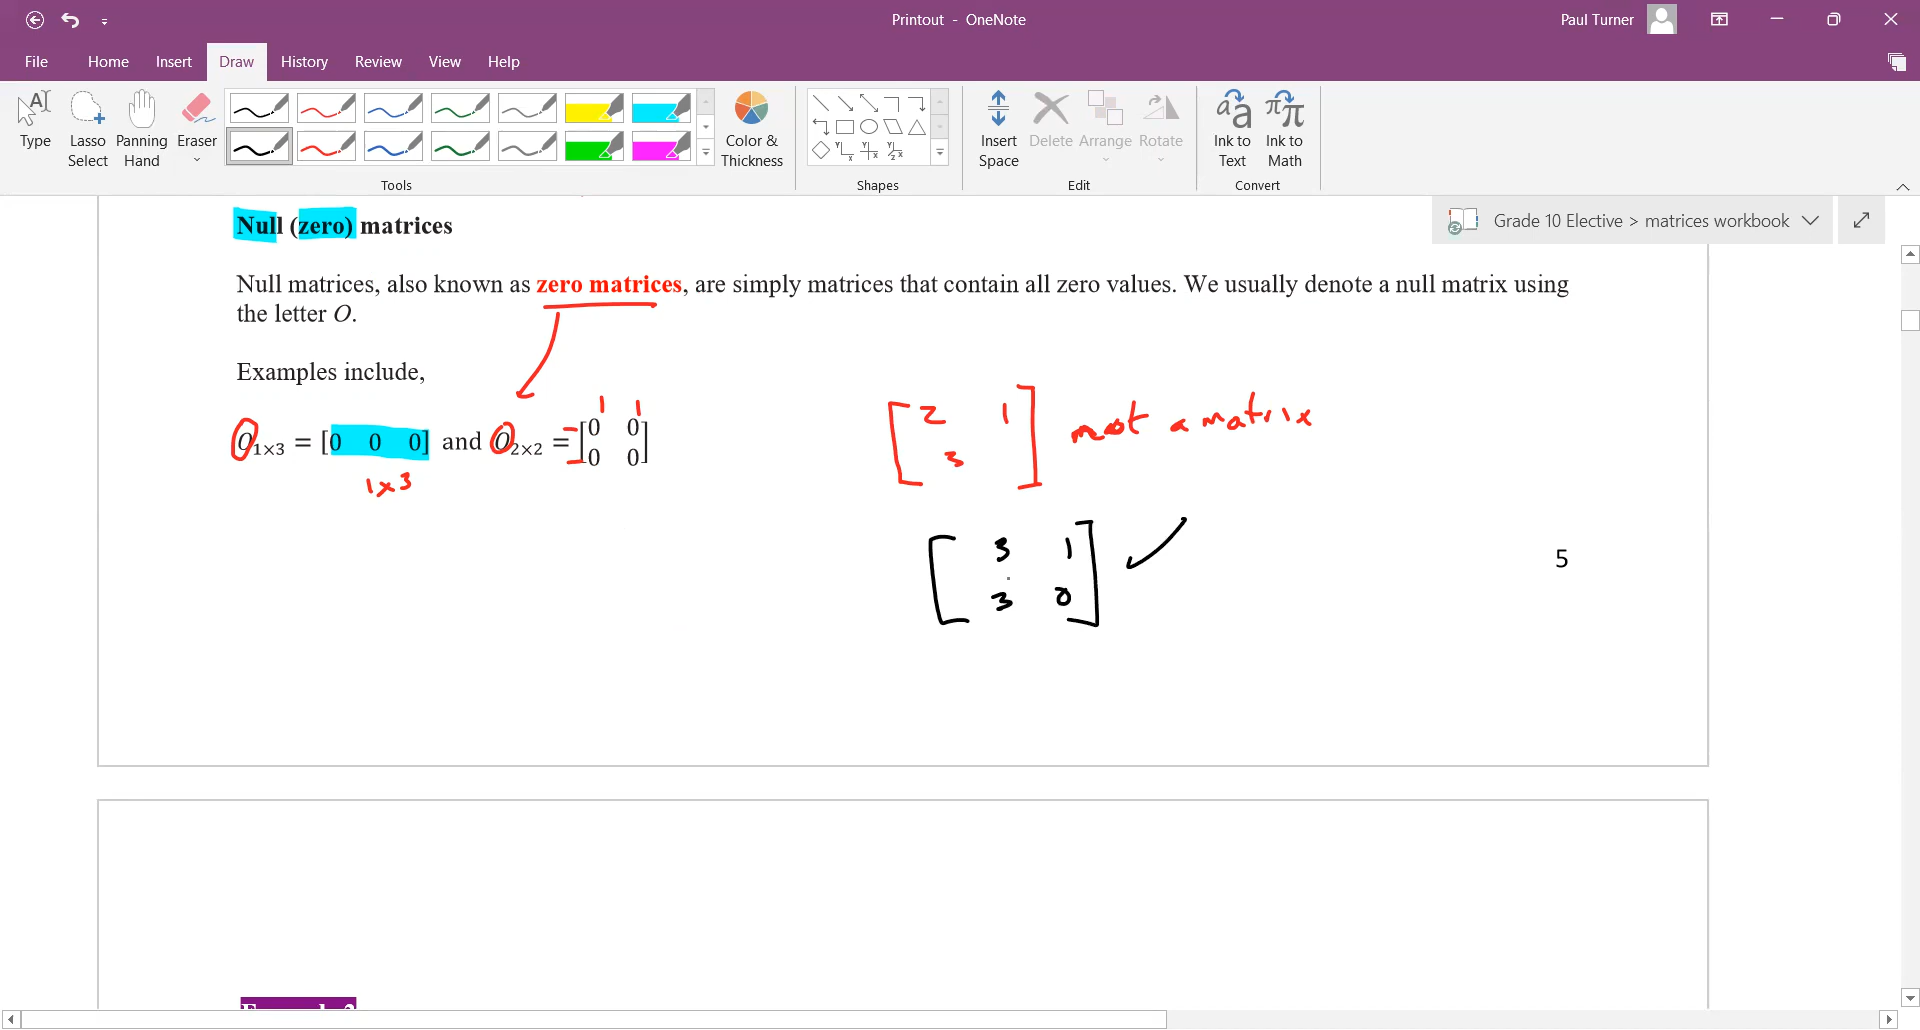 Printout - OneNote
Paul Turner
File Home Insert Draw History Review View Help
Type Lasso Select Panning Hand Eraser Color & Thickness Insert Space Delete Arrange Rotate Ink to Text Ink to Math
Tools Shapes Edit Convert
Grade 10 Elective > matrices workbook
Null (zero) matrices
Null matrices, also known as zero matrices, are simply matrices that contain all zero values. We usually denote a null matrix using
the letter O.
Examples include,
O1×3 = [0 0 0] and O2×2 = [0 0
0 0]
1×3
[2 1
3] not a matrix
[3 1
3 0] ✓
5